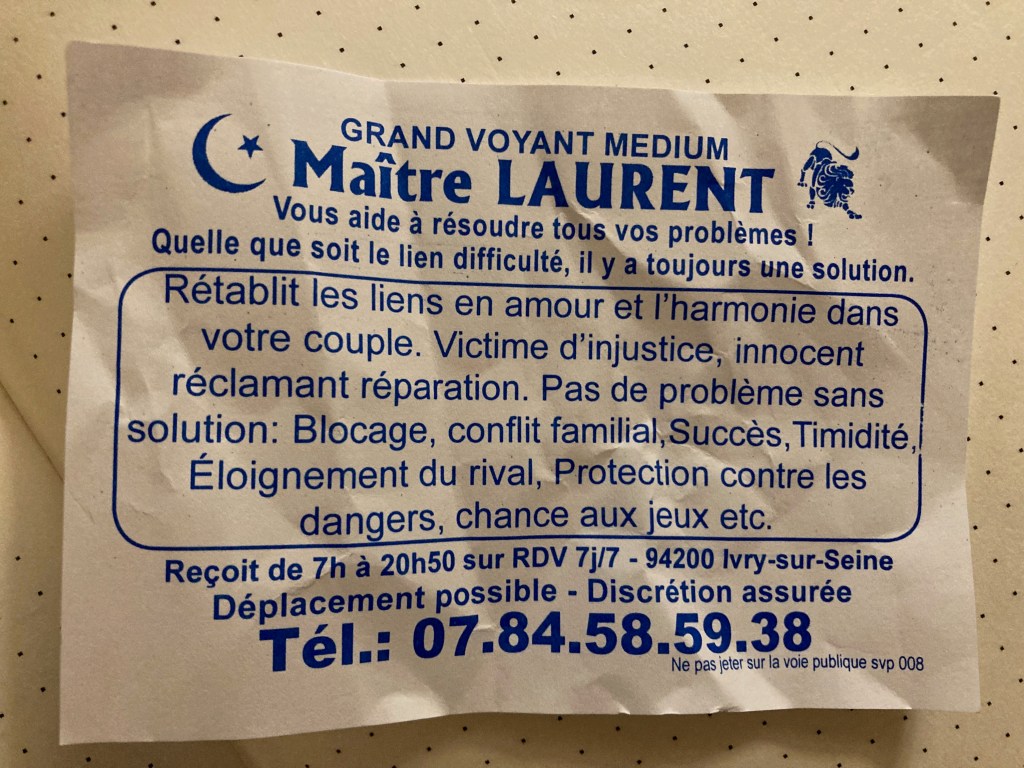 GRAND VOYANT MEDIUM
Maître LAURENT
Vous aide à résoudre tous vos problèmes !
Quelle que soit le lien difficulté, il y a toujours une solution.
Rétablit les liens en amour et l'harmonie dans
votre couple. Victime d'injustice, innocent
réclamant réparation. Pas de problème sans
solution: Blocage, conflit familial,Succès,Timidité,
Éloignement du rival, Protection contre les
dangers, chance aux jeux etc.
Reçoit de 7h à 20h50 sur RDV 7j/7 - 94200 Ivry-sur-Seine
Déplacement possible - Discrétion assurée
Tél.: 07.84.58.59.38
Ne pas jeter sur la voie publique svp 008